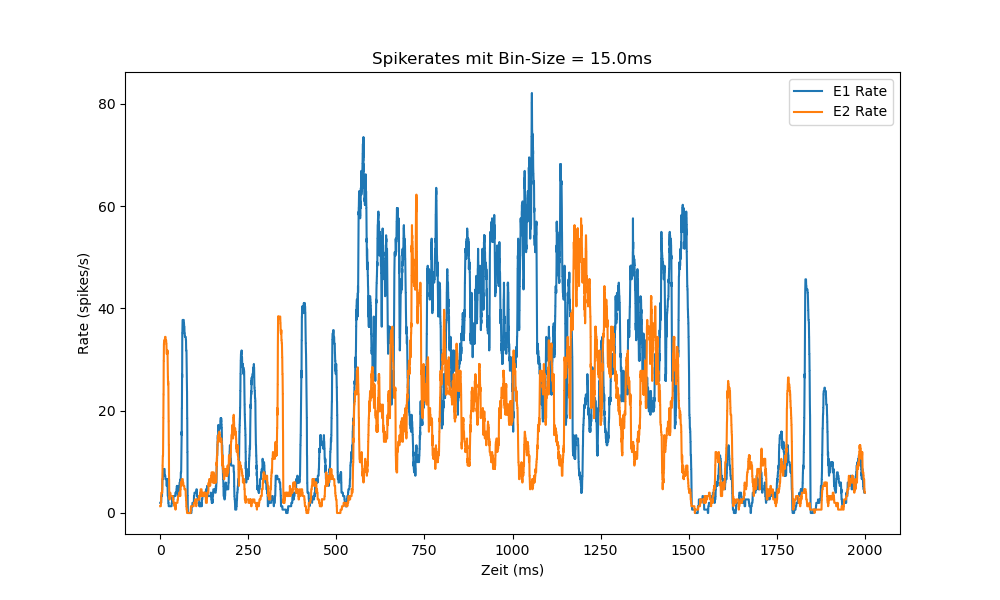 Spikerates mit Bin-Size = 15.0ms
E1 Rate
E2 Rate
80
60
40
20
0
Rate (spikes/s)
0 250 500 750 1000 1250 1500 1750 2000
Zeit (ms)